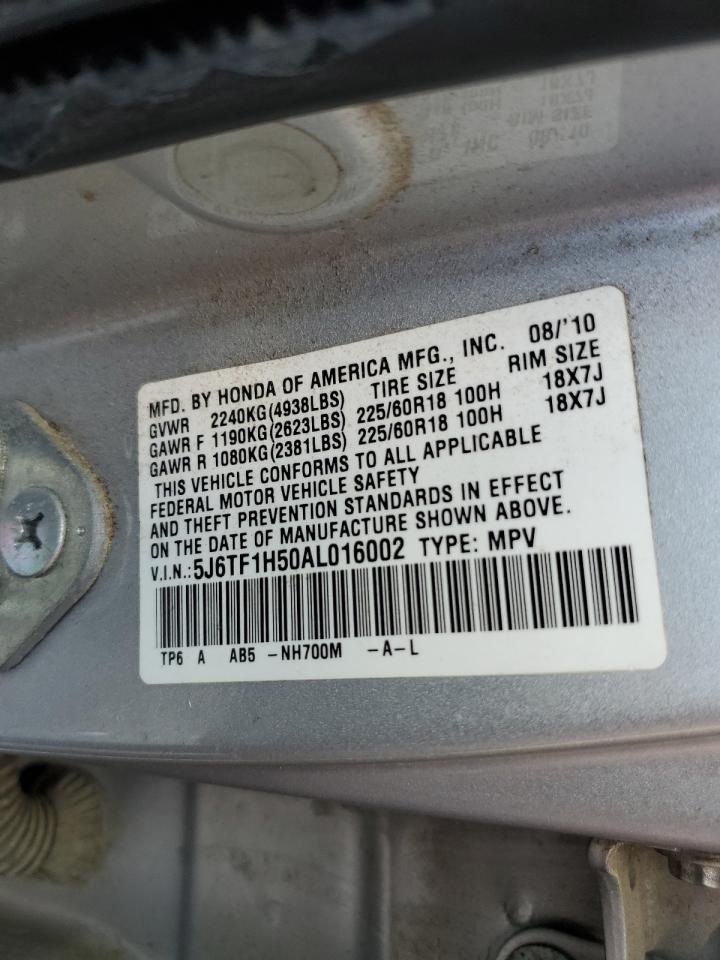 MFD. BY HONDA OF AMERICA MFG., INC. 08/'10
GVWR 2240KG(4938LBS) TIRE SIZE RIM SIZE
GAWR F 1190KG(2623LBS) 225/60R18 100H 18X7J
GAWR R 1080KG(2381LBS) 225/60R18 100H 18X7J
THIS VEHICLE CONFORMS TO ALL APPLICABLE
FEDERAL MOTOR VEHICLE SAFETY
AND THEFT PREVENTION STANDARDS IN EFFECT
ON THE DATE OF MANUFACTURE SHOWN ABOVE.
V.I.N.:5J6TF1H50AL016002 TYPE: MPV
TP6 A AB5 -NH700M -A-L